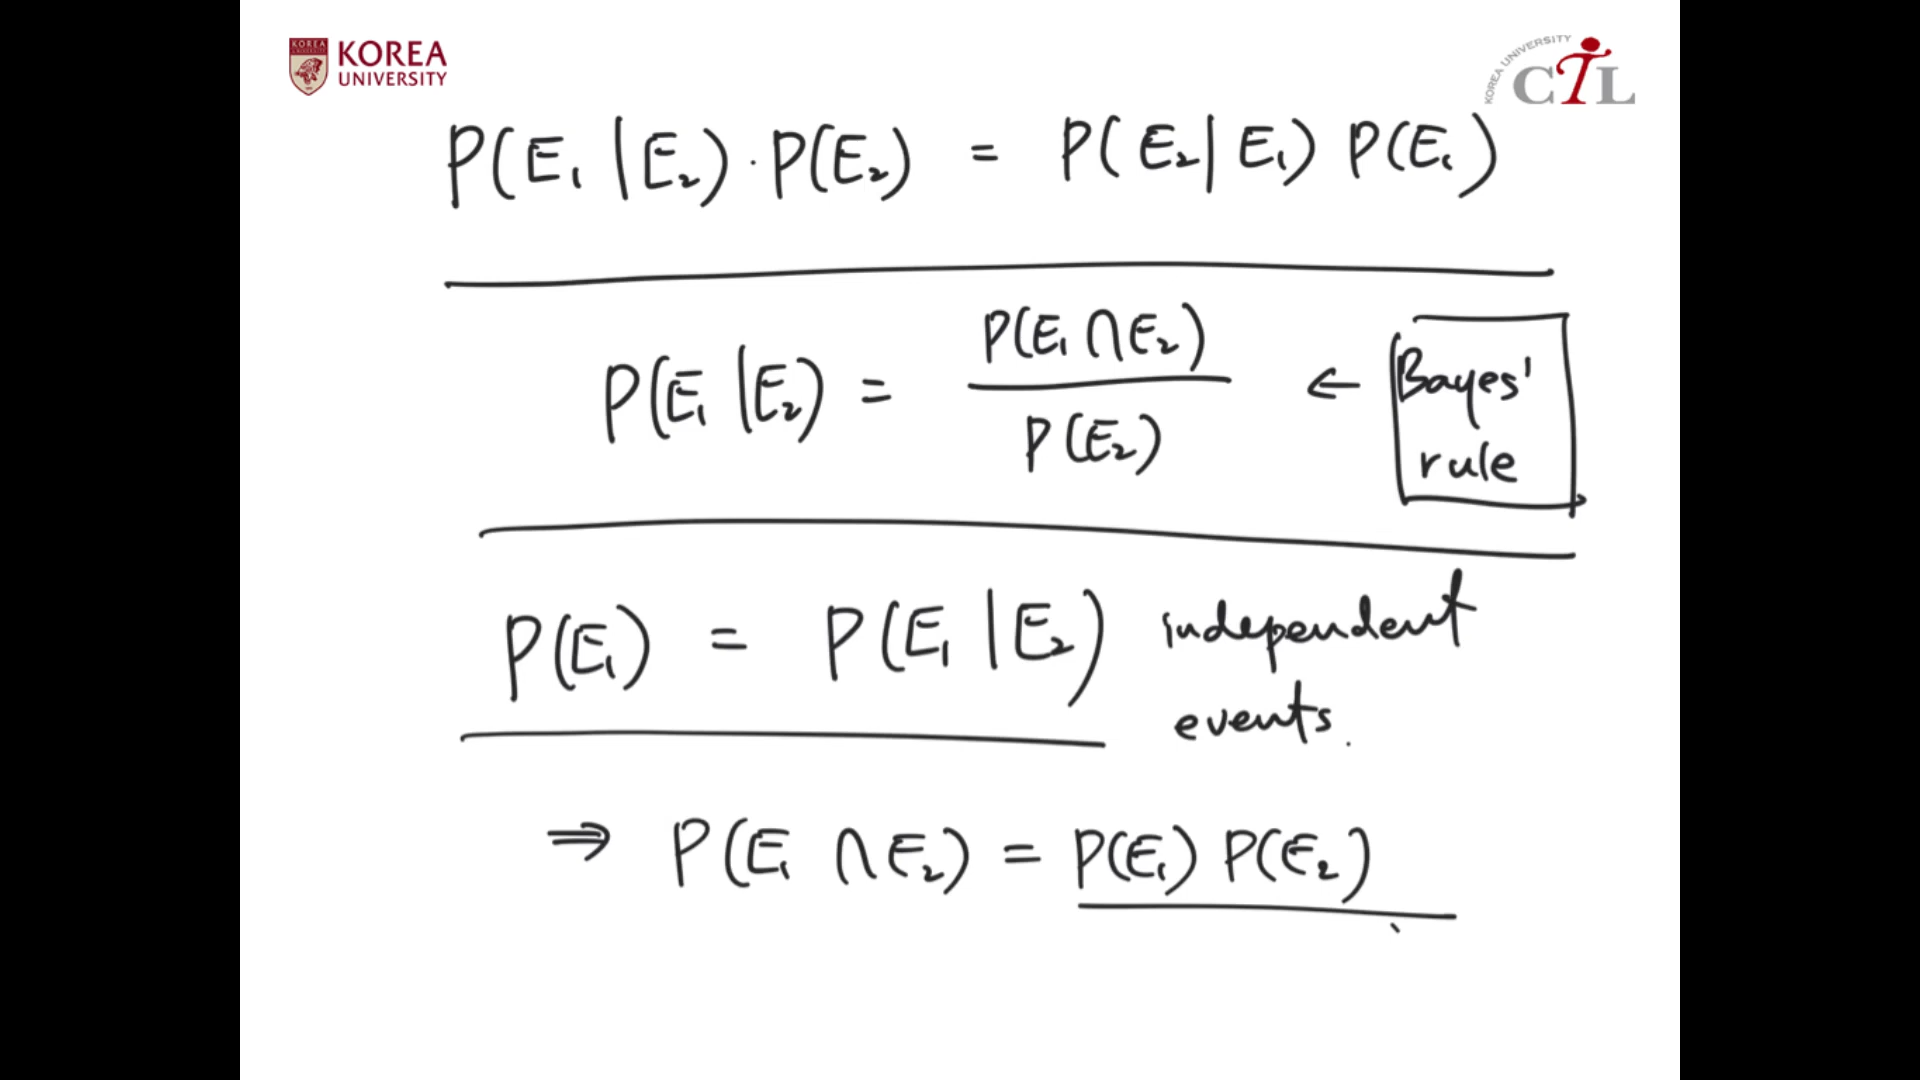 KOREA
UNIVERSITY
KOREA UNIVERSITY
CTL
P(E₁ | E₂) · P(E₂) = P(E₂ | E₁) P(E₁)
P(E₁ | E₂) = P(E₁ ∩ E₂) / P(E₂) ← Bayes'
rule
P(E₁) = P(E₁ | E₂) independent
events.
⇒ P(E₁ ∩ E₂) = P(E₁) P(E₂)